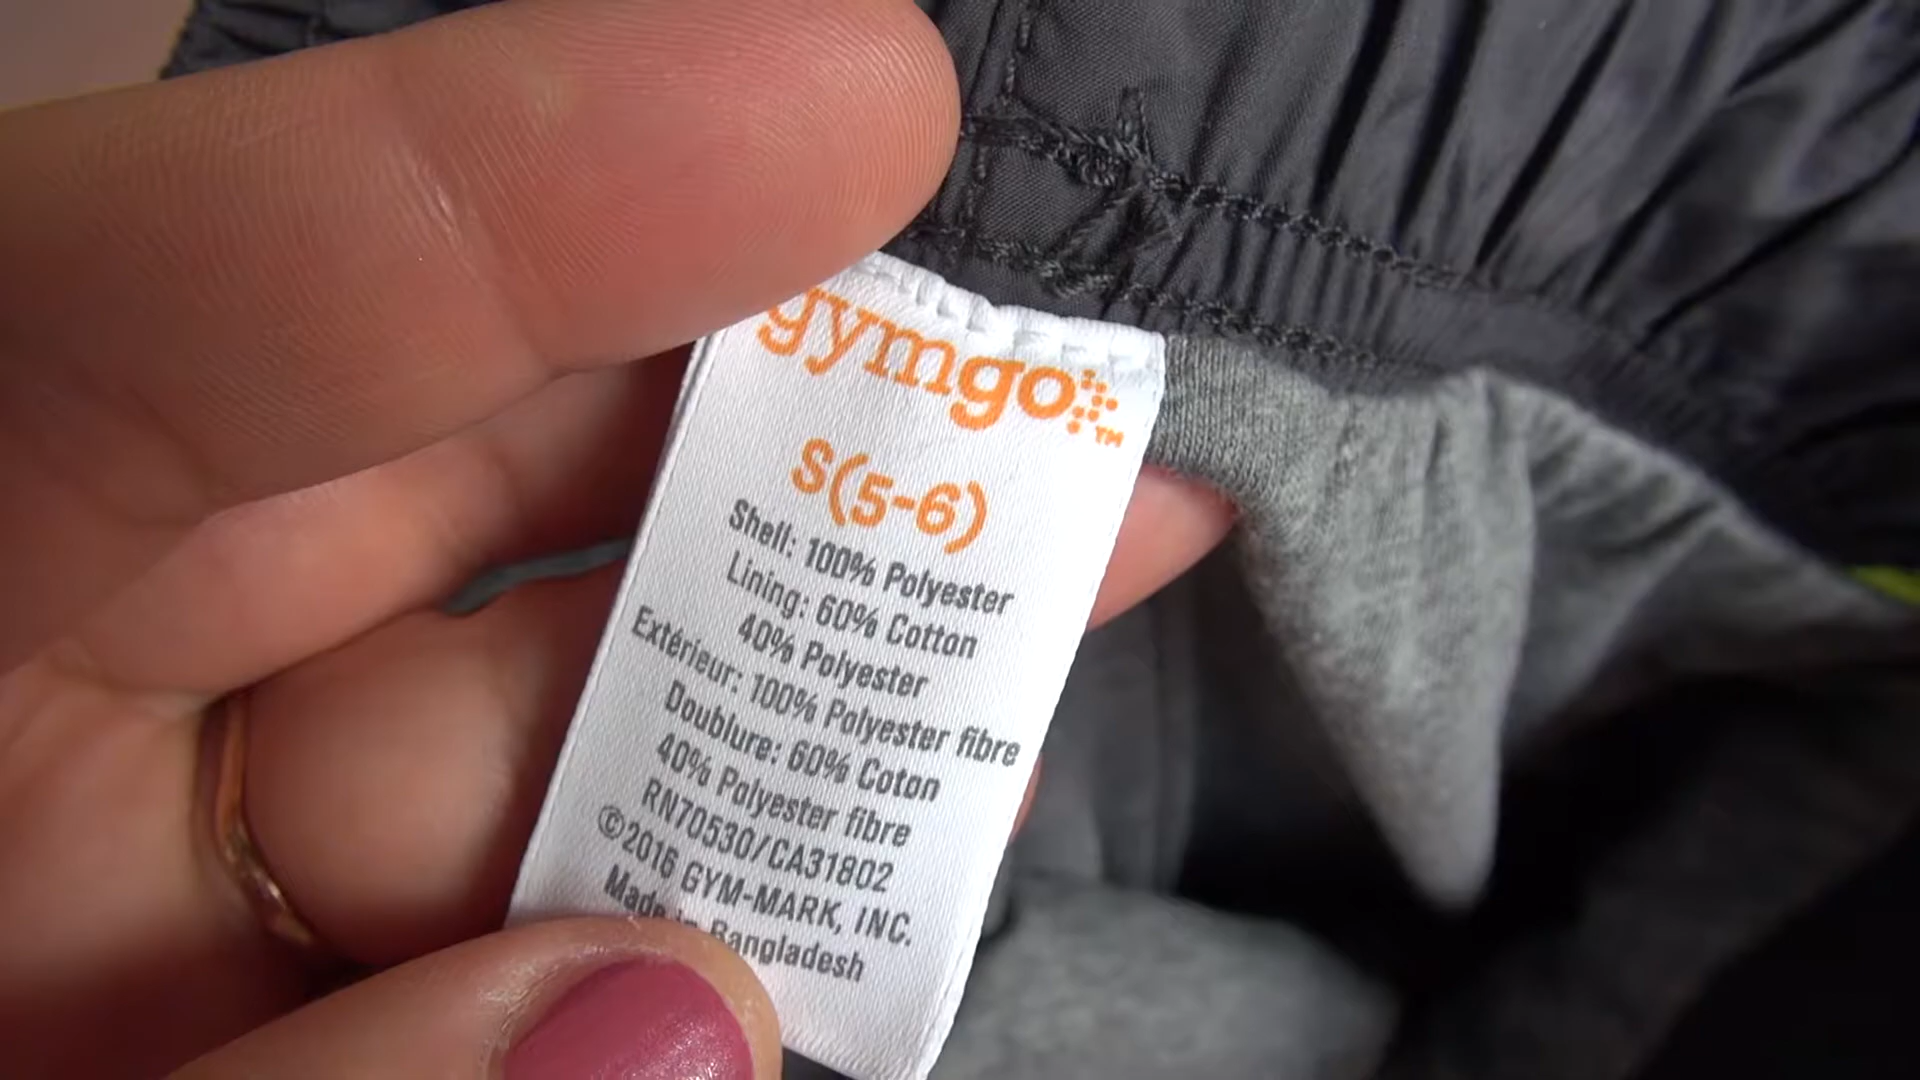 gymgo™
S(5-6)
Shell: 100% Polyester
Lining: 60% Cotton
40% Polyester
Extérieur: 100% Polyester fibre
Doublure: 60% Coton
40% Polyester fibre
RN70530/CA31802
©2016 GYM-MARK, INC.
Made in Bangladesh